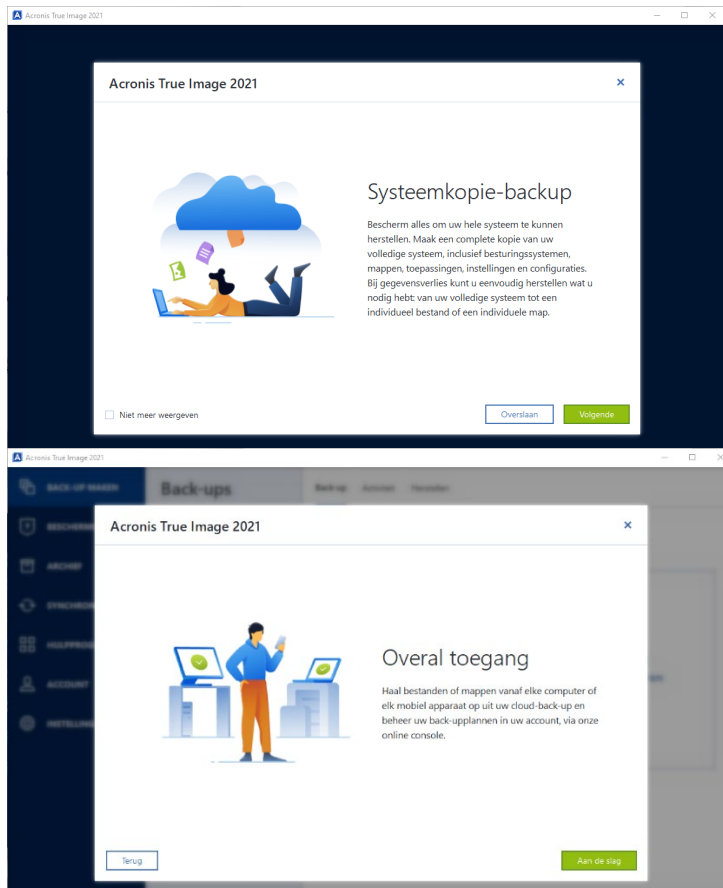 Acronis True Image 2021
Acronis True Image 2021
Systeemkopie-backup
Bescherm alles om uw hele systeem te kunnen
herstellen. Maak een complete kopie van uw
volledige systeem, inclusief besturingssystemen,
mappen, toepassingen, instellingen en configuraties.
Bij gegevensverlies kunt u eenvoudig herstellen wat u
nodig hebt: van uw volledige systeem tot een
individueel bestand of een individuele map.
Niet meer weergeven
Overslaan
Volgende
Acronis True Image 2021
BACK-UP MAKEN
Back-ups
Back-up
Activiteit
Herstellen
Acronis True Image 2021
ARCHIEF
ACCOUNT
Overal toegang
Haal bestanden of mappen vanaf elke computer of
elk mobiel apparaat op uit uw cloud-back-up en
beheer uw back-upplannen in uw account, via onze
online console.
Terug
Aan de slag